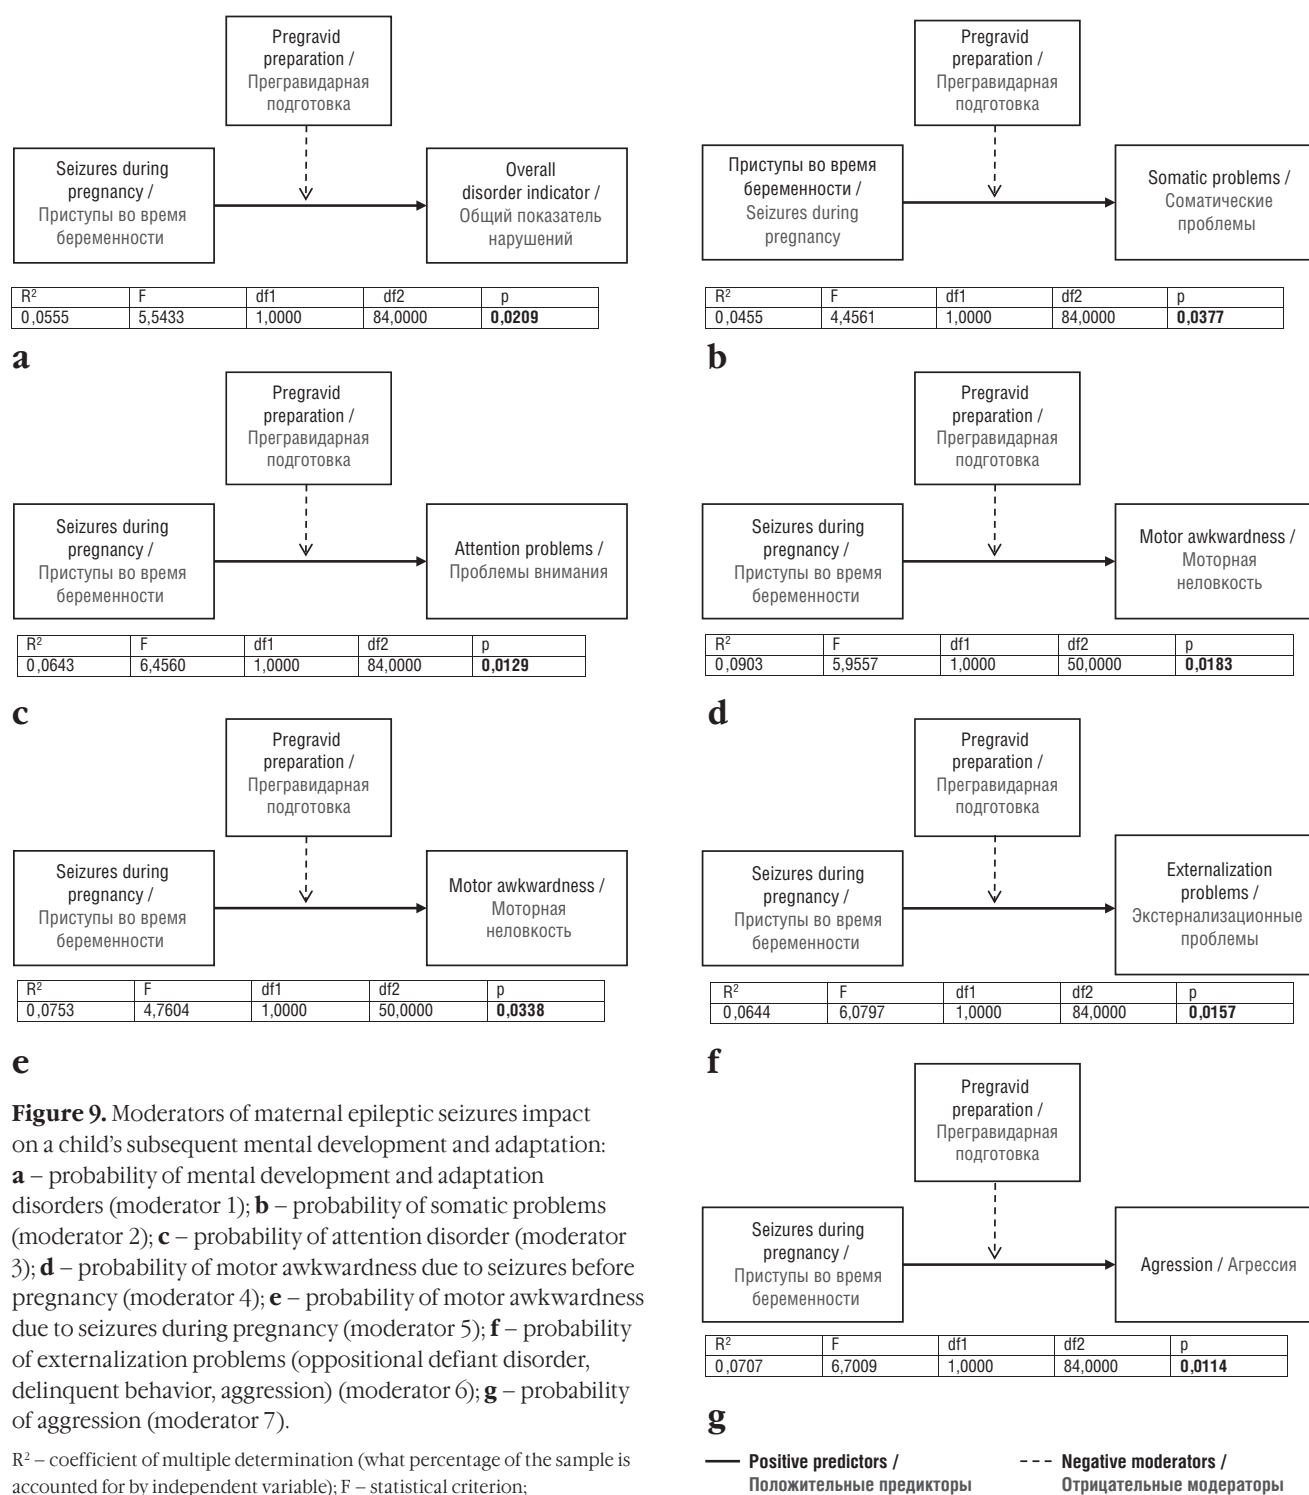 Pregravid
preparation /
Прегравидарная
подготовка
Seizures during
pregnancy /
Приступы во время
беременности
Overall
disorder indicator /
Общий показатель
нарушений
R² F df1 df2 p
0,0555 5,5433 1,0000 84,0000 0,0209
a
Pregravid
preparation /
Прегравидарная
подготовка
Приступы во время
беременности /
Seizures during
pregnancy
Somatic problems /
Соматические
проблемы
R² F df1 df2 p
0,0455 4,4561 1,0000 84,0000 0,0377
b
Pregravid
preparation /
Прегравидарная
подготовка
Seizures during
pregnancy /
Приступы во время
беременности
Attention problems /
Проблемы внимания
R² F df1 df2 p
0,0643 6,4560 1,0000 84,0000 0,0129
c
Pregravid
preparation /
Прегравидарная
подготовка
Seizures during
pregnancy /
Приступы во время
беременности
Motor awkwardness /
Моторная
неловкость
R² F df1 df2 p
0,0903 5,9557 1,0000 50,0000 0,0183
d
Pregravid
preparation /
Прегравидарная
подготовка
Seizures during
pregnancy /
Приступы во время
беременности
Motor awkwardness /
Моторная
неловкость
R² F df1 df2 p
0,0753 4,7604 1,0000 50,0000 0,0338
e
Pregravid
preparation /
Прегравидарная
подготовка
Seizures during
pregnancy /
Приступы во время
беременности
Externalization
problems /
Экстернализационные
проблемы
R² F df1 df2 p
0,0644 6,0797 1,0000 84,0000 0,0157
f
Pregravid
preparation /
Прегравидарная
подготовка
Seizures during
pregnancy /
Приступы во время
беременности
Agression / Агрессия
R² F df1 df2 p
0,0707 6,7009 1,0000 84,0000 0,0114
g
Positive predictors /
Положительные предикторы
Negative moderators /
Отрицательные модераторы
Figure 9. Moderators of maternal epileptic seizures impact
on a child's subsequent mental development and adaptation:
a – probability of mental development and adaptation
disorders (moderator 1); b – probability of somatic problems
(moderator 2); c – probability of attention disorder (moderator
3); d – probability of motor awkwardness due to seizures before
pregnancy (moderator 4); e – probability of motor awkwardness
due to seizures during pregnancy (moderator 5); f – probability
of externalization problems (oppositional defiant disorder,
delinquent behavior, aggression) (moderator 6); g – probability
of aggression (moderator 7).
R² – coefficient of multiple determination (what percentage of the sample is
accounted for by independent variable); F – statistical criterion;